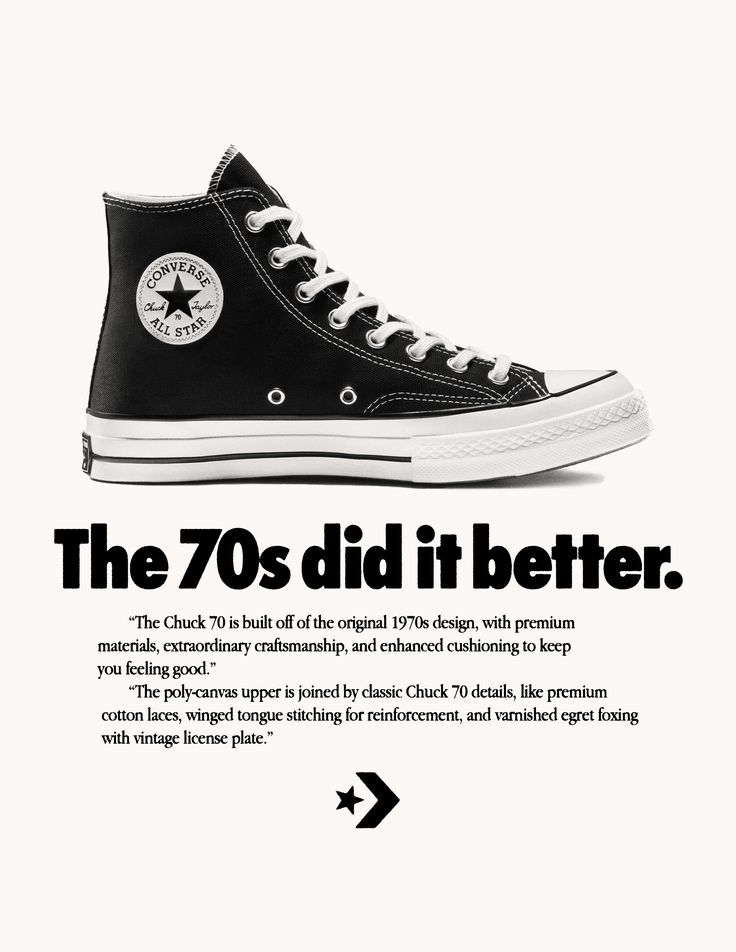 CONVERSE
Chuck Taylor
70
ALL STAR
The 70s did it better.
“The Chuck 70 is built off of the original 1970s design, with premium
materials, extraordinary craftsmanship, and enhanced cushioning to keep
you feeling good.”
“The poly-canvas upper is joined by classic Chuck 70 details, like premium
cotton laces, winged tongue stitching for reinforcement, and varnished egret foxing
with vintage license plate.”